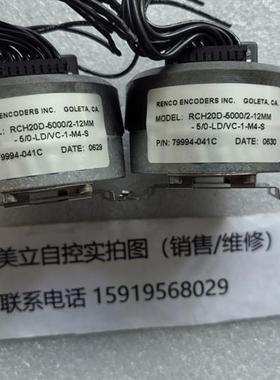 RENCO ENCODERS INC. GOLETA, CA.
RCH20D-5000/2-12MM
- 5/0-LD/VC-1-M4-S
79994-041C DATE: 0629
RENCO ENCODERS INC. GOLETA, CA.
MODEL: RCH20D-5000/2-12MM
- 5/0-LD/VC-1-M4-S
P/N: 79994-041C DATE: 0630
美立自控实拍图（销售/维修）
联系电话 15919568029